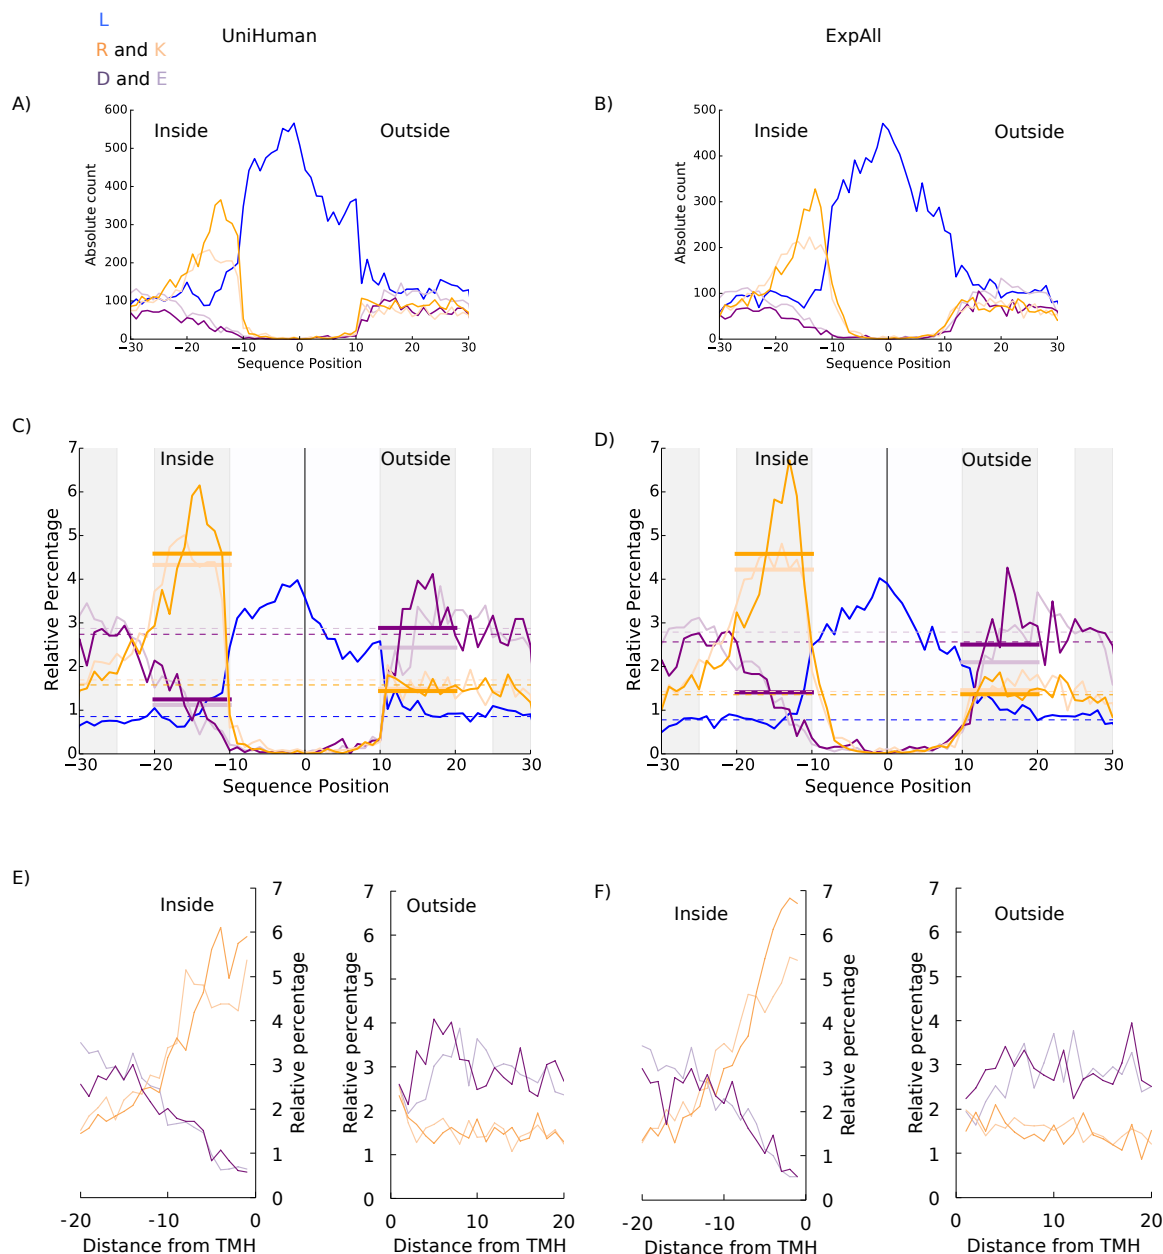 L
UniHuman
ExpAll
R and K
D and E
A)
B)
600
500
400
300
200
100
0
Absolute count
Inside
Outside
−30
−20
−10
0
10
20
30
Sequence Position
500
400
300
200
100
0
Absolute count
Inside
Outside
−30
−20
−10
0
10
20
30
Sequence Position
C)
D)
7
6
5
4
3
2
1
0
Relative Percentage
Inside
Outside
−30
−20
−10
0
10
20
30
Sequence Position
7
6
5
4
3
2
1
0
Relative Percentage
Inside
Outside
−30
−20
−10
0
10
20
30
Sequence Position
E)
F)
Inside
7
6
5
4
3
2
1
0
Relative percentage
-20
-10
0
Distance from TMH
Outside
7
6
5
4
3
2
1
0
Relative percentage
0
10
20
Distance from TMH
Inside
7
6
5
4
3
2
1
0
Relative percentage
-20
-10
0
Distance from TMH
Outside
7
6
5
4
3
2
1
0
Relative percentage
0
10
20
Distance from TMH